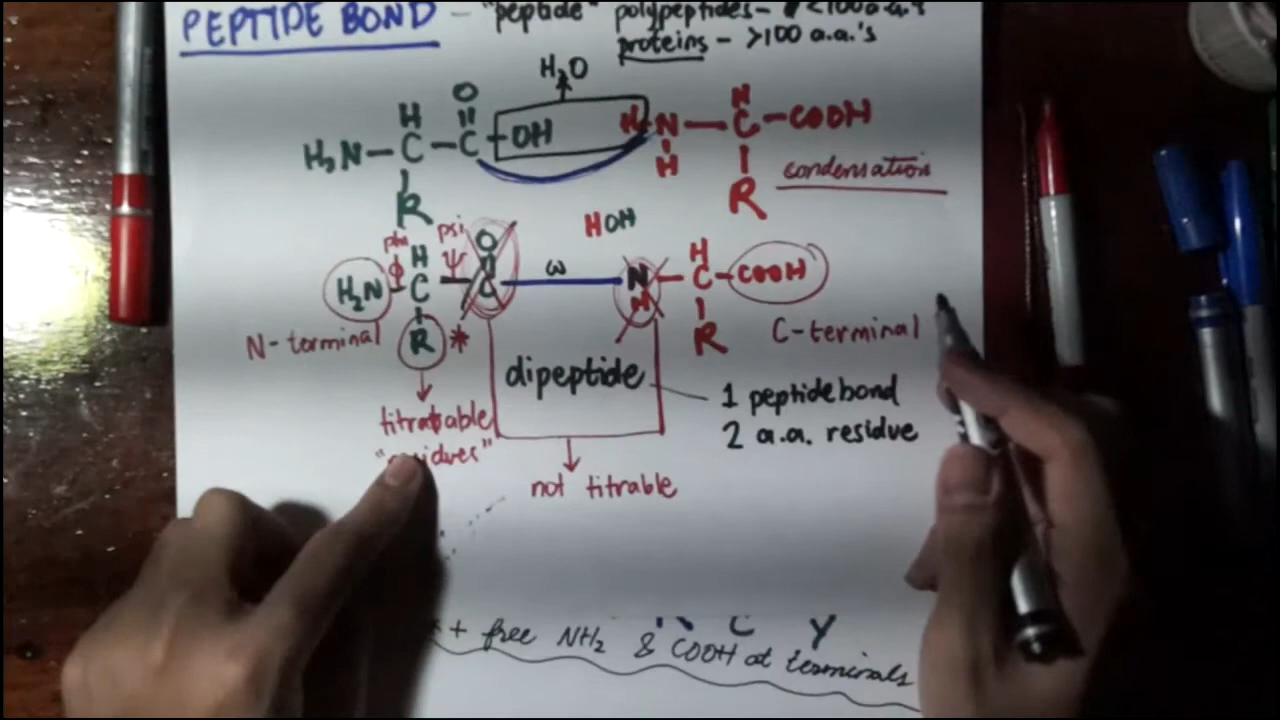 PEPTIDE BOND – "peptide" polypeptides – <100 a.a.'s
proteins – >100 a.a.'s
H₂O
H O H
H₂N – C – C – OH H – N – C – COOH
R H R
condensation
HOH
phi psi
ϕ H ψ O ω H
H₂N – C – C N – C – COOH
H
N-terminal R * R C-terminal
dipeptide
1 peptide bond
2 a.a. residue
titratable
not titrable
+ free NH₂ & COOH at terminals